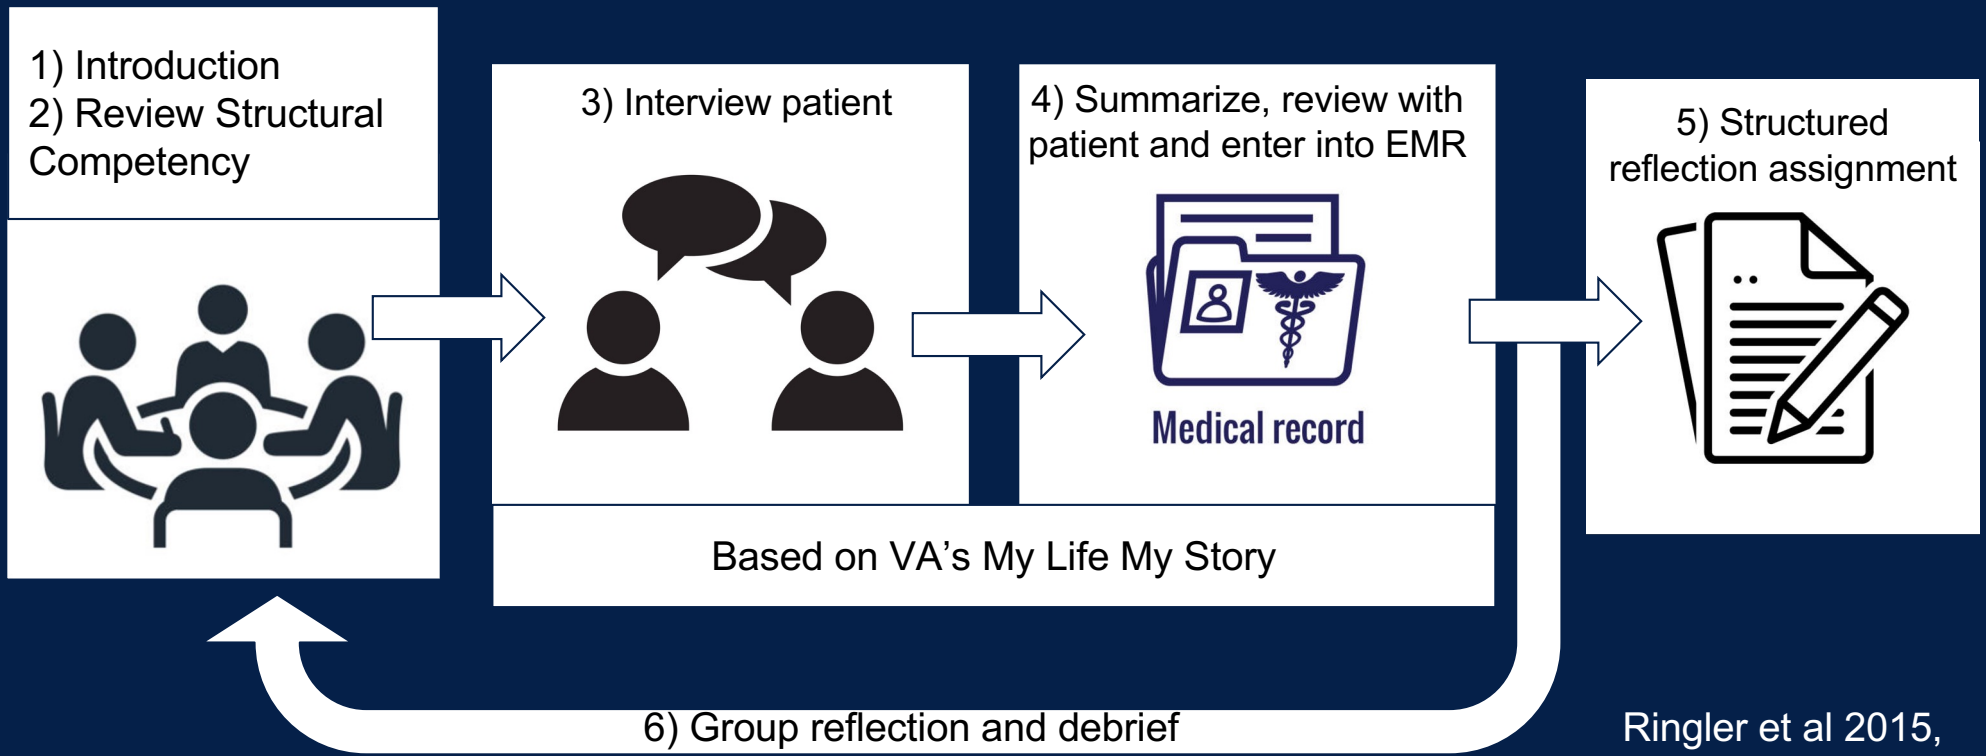 1) Introduction
2) Review Structural
Competency
3) Interview patient
4) Summarize, review with
patient and enter into EMR
Medical record
5) Structured
reflection assignment
Based on VA's My Life My Story
6) Group reflection and debrief
Ringler et al 2015,